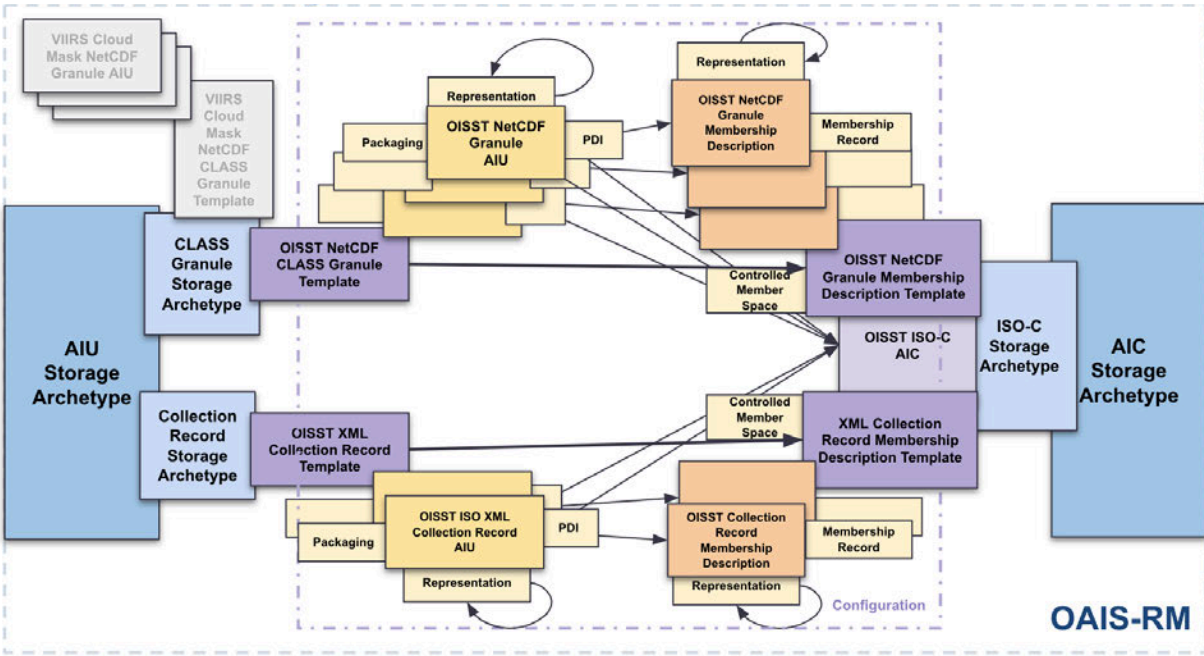 VIIRS Cloud
Mask NetCDF
Granule AIU
VIIRS
Cloud
Mask
NetCDF
CLASS
Granule
Template
Representation
OISST NetCDF
Granule
AIU
Packaging
PDI
Representation
OISST NetCDF
Granule
Membership
Description
Membership
Record
AIU
Storage
Archetype
CLASS
Granule
Storage
Archetype
OISST NetCDF
CLASS Granule
Template
Controlled
Member
Space
OISST NetCDF
Granule Membership
Description Template
OISST ISO-C
AIC
ISO-C
Storage
Archetype
AIC
Storage
Archetype
Collection
Record
Storage
Archetype
OISST XML
Collection Record
Template
Controlled
Member
Space
XML Collection
Record Membership
Description Template
Packaging
OISST ISO XML
Collection Record
AIU
PDI
Representation
OISST Collection
Record
Membership
Description
Membership
Record
Representation
Configuration
OAIS-RM